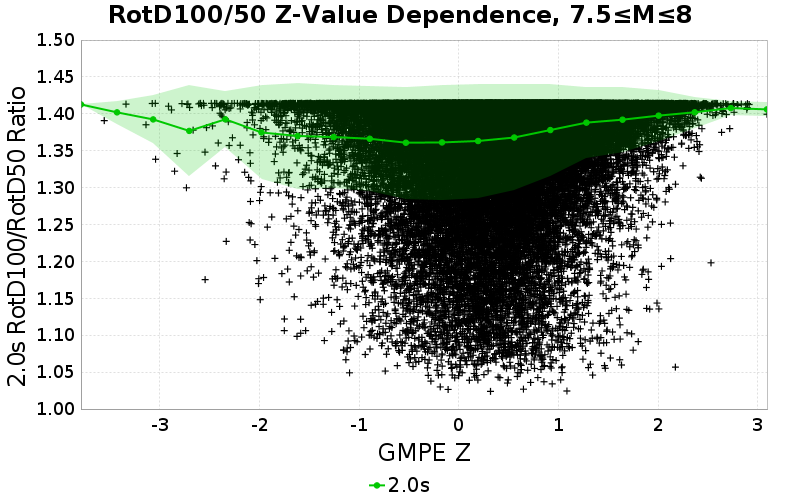 RotD100/50 Z-Value Dependence, 7.5≤M≤8
2.0s RotD100/RotD50 Ratio
1.50
1.45
1.40
1.35
1.30
1.25
1.20
1.15
1.10
1.05
1.00
-3 -2 -1 0 1 2 3
GMPE Z
2.0s